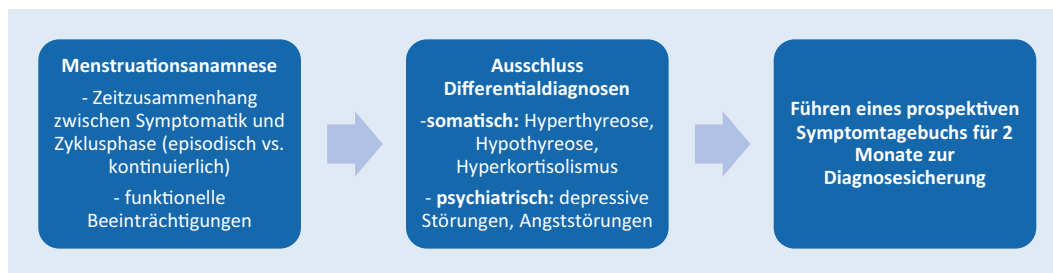 Menstruationsanamnese
- Zeitzusammenhang
zwischen Symptomatik und
Zyklusphase (episodisch vs.
kontinuierlich)
- funktionelle
Beeinträchtigungen
Ausschluss
Differentialdiagnosen
-somatisch: Hyperthyreose,
Hypothyreose,
Hyperkortisolismus
- psychiatrisch: depressive
Störungen, Angststörungen
Führen eines prospektiven
Symptomtagebuchs für 2
Monate zur
Diagnosesicherung